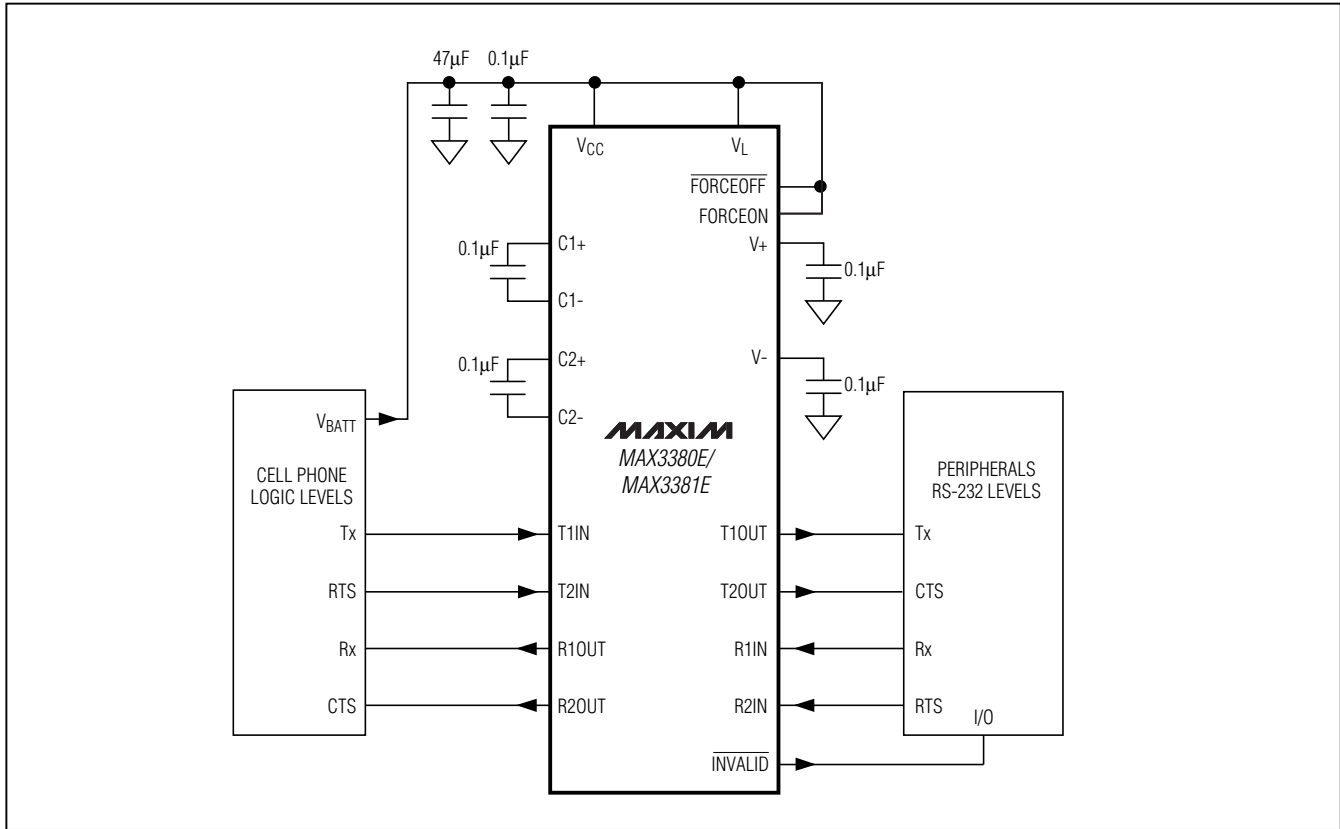 47μF 0.1μF
VCC VL
FORCEOFF
FORCEON
C1+ V+
0.1μF 0.1μF
C1-
C2+ V-
0.1μF 0.1μF
C2-
VBATT
MAXIM
MAX3380E/
MAX3381E
CELL PHONE
LOGIC LEVELS
PERIPHERALS
RS-232 LEVELS
Tx T1IN T1OUT Tx
RTS T2IN T2OUT CTS
Rx R1OUT R1IN Rx
CTS R2OUT R2IN RTS
I/O
INVALID